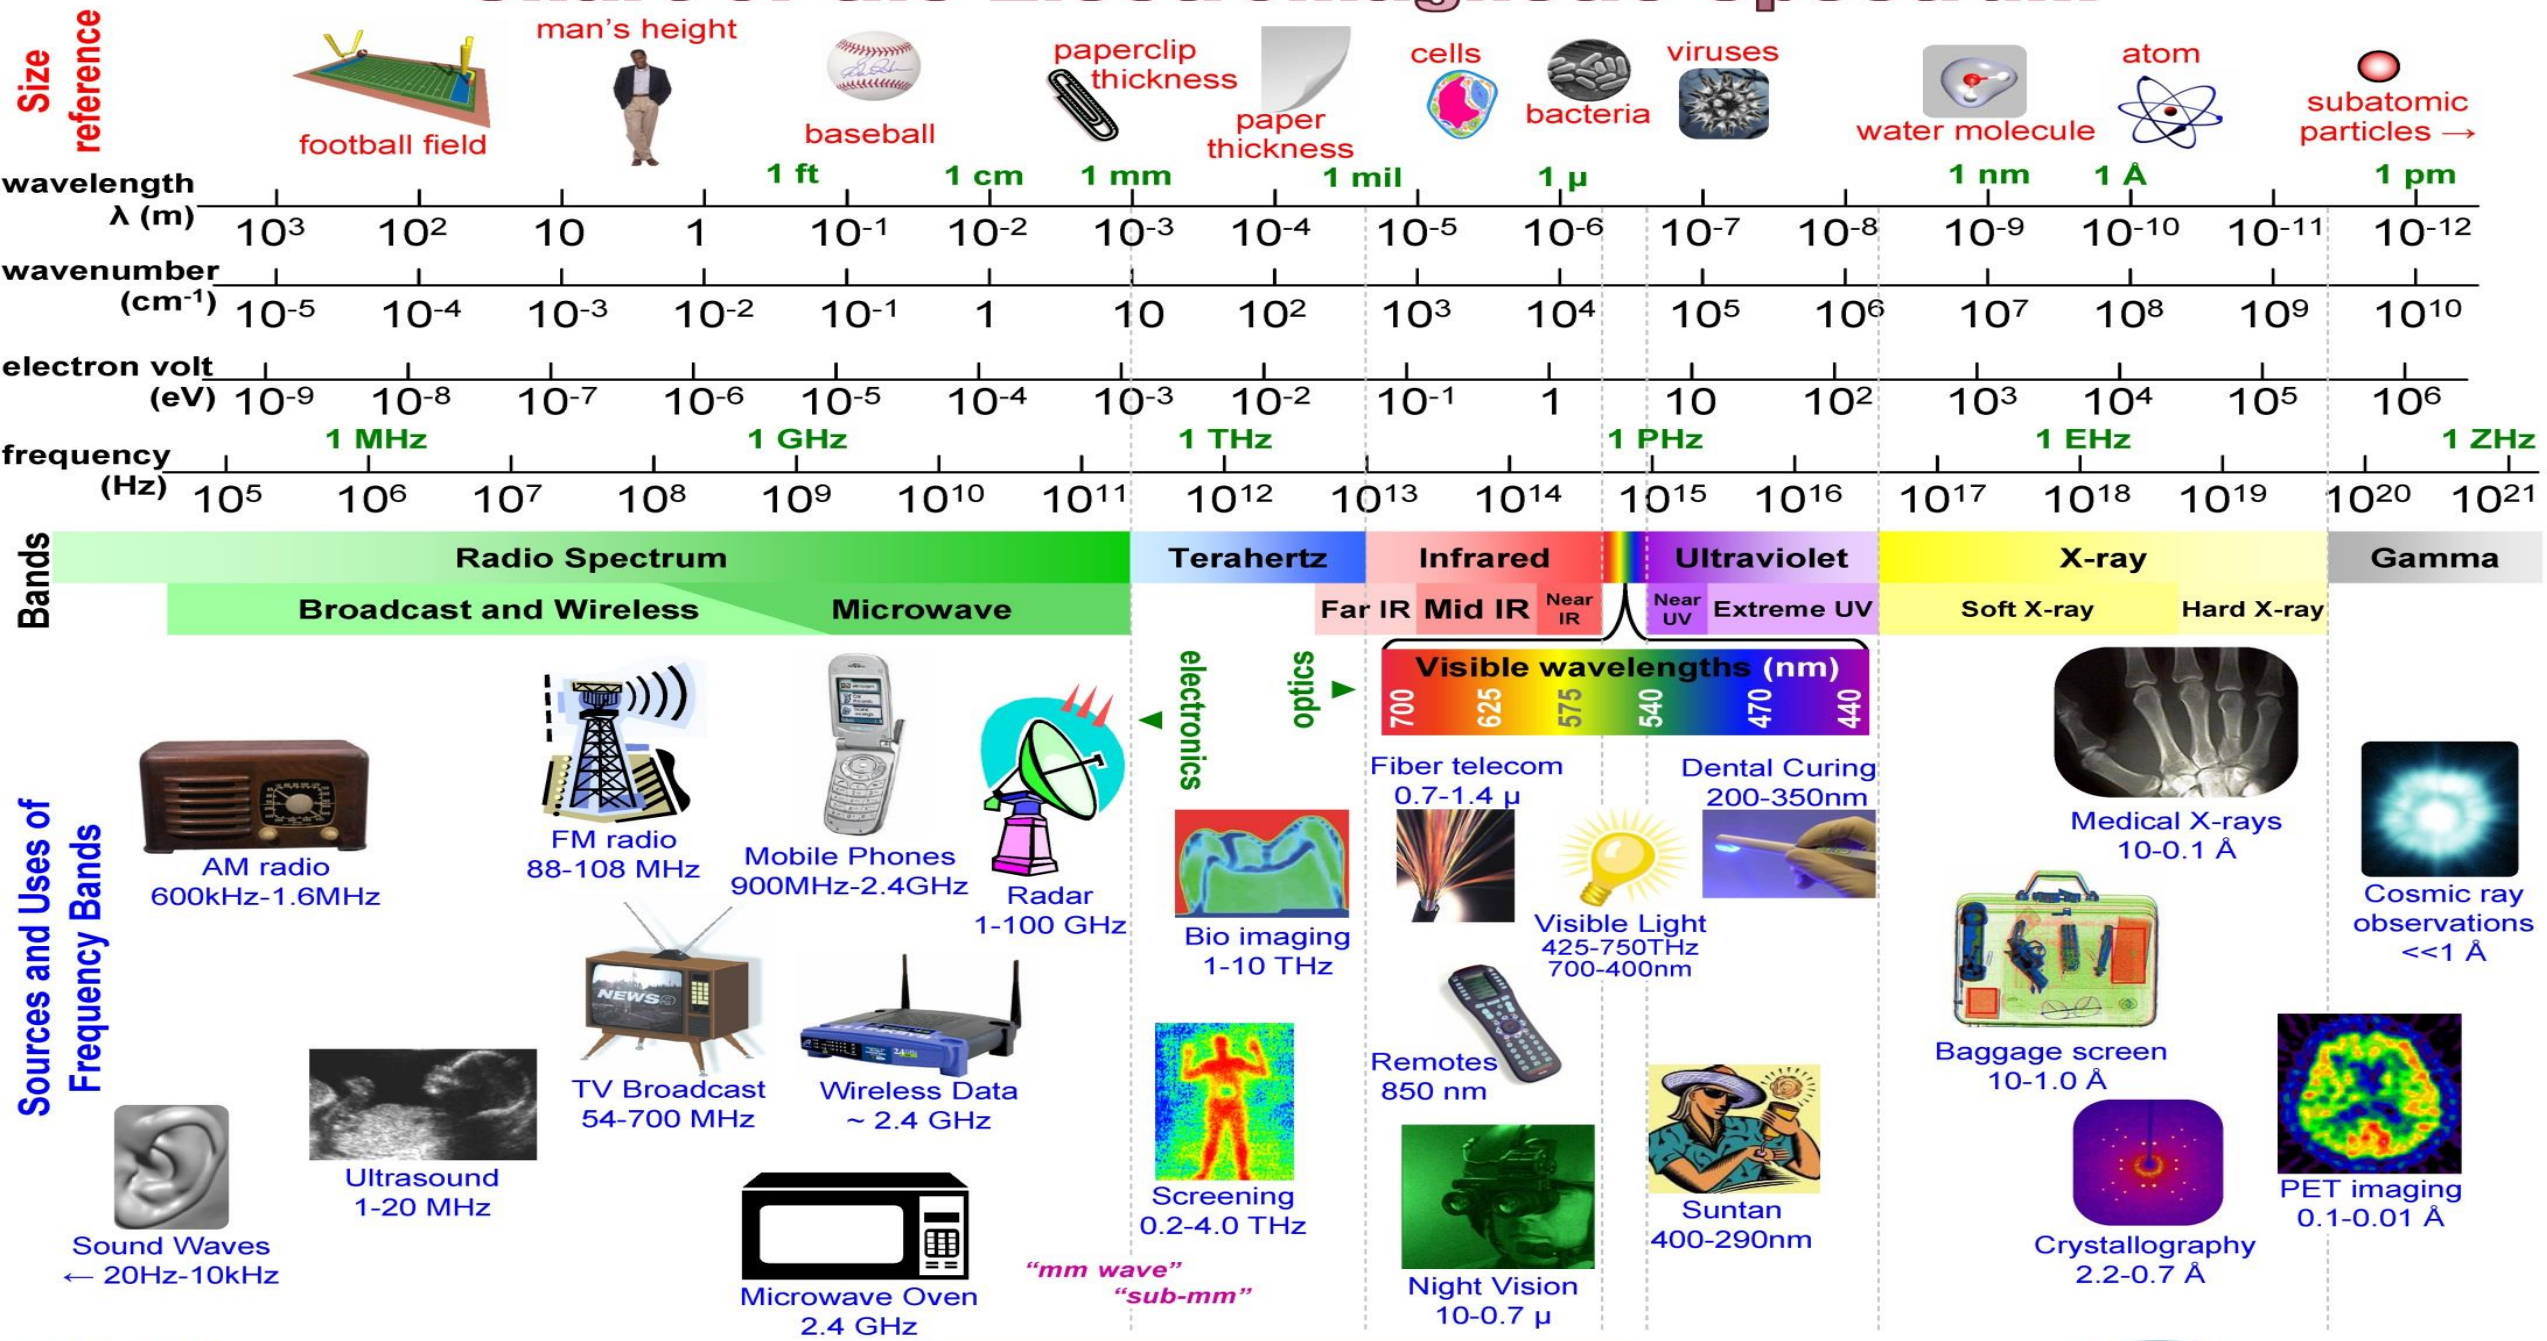 Chart of the Electromagnetic Spectrum
Size
reference
football field
man's height
baseball
paperclip
thickness
paper
thickness
cells
bacteria
viruses
water molecule
atom
subatomic
particles →
1 ft
1 cm
1 mm
1 mil
1 µ
1 nm
1 Å
1 pm
wavelength
λ (m)
10³ 10² 10 1 10⁻¹ 10⁻² 10⁻³ 10⁻⁴ 10⁻⁵ 10⁻⁶ 10⁻⁷ 10⁻⁸ 10⁻⁹ 10⁻¹⁰ 10⁻¹¹ 10⁻¹²
wavenumber
(cm⁻¹)
10⁻⁵ 10⁻⁴ 10⁻³ 10⁻² 10⁻¹ 1 10 10² 10³ 10⁴ 10⁵ 10⁶ 10⁷ 10⁸ 10⁹ 10¹⁰
electron volt
(eV)
10⁻⁹ 10⁻⁸ 10⁻⁷ 10⁻⁶ 10⁻⁵ 10⁻⁴ 10⁻³ 10⁻² 10⁻¹ 1 10 10² 10³ 10⁴ 10⁵ 10⁶
1 MHz 1 GHz 1 THz 1 PHz 1 EHz 1 ZHz
frequency
(Hz)
10⁵ 10⁶ 10⁷ 10⁸ 10⁹ 10¹⁰ 10¹¹ 10¹² 10¹³ 10¹⁴ 10¹⁵ 10¹⁶ 10¹⁷ 10¹⁸ 10¹⁹ 10²⁰ 10²¹
Bands
Radio Spectrum
Terahertz
Infrared
Ultraviolet
X-ray
Gamma
Broadcast and Wireless
Microwave
Far IR
Mid IR
Near
IR
Near
UV
Extreme UV
Soft X-ray
Hard X-ray
electronics
optics
Visible wavelengths (nm)
700 625 575 540 470 440
Sources and Uses of
Frequency Bands
AM radio
600kHz-1.6MHz
FM radio
88-108 MHz
Mobile Phones
900MHz-2.4GHz
Radar
1-100 GHz
Bio imaging
1-10 THz
Fiber telecom
0.7-1.4 µ
Visible Light
425-750THz
700-400nm
Dental Curing
200-350nm
Medical X-rays
10-0.1 Å
Cosmic ray
observations
<<1 Å
Sound Waves
← 20Hz-10kHz
Ultrasound
1-20 MHz
NEWS
TV Broadcast
54-700 MHz
Wireless Data
~ 2.4 GHz
Microwave Oven
2.4 GHz
Screening
0.2-4.0 THz
"mm wave"
"sub-mm"
Remotes
850 nm
Night Vision
10-0.7 µ
Suntan
400-290nm
Baggage screen
10-1.0 Å
Crystallography
2.2-0.7 Å
PET imaging
0.1-0.01 Å